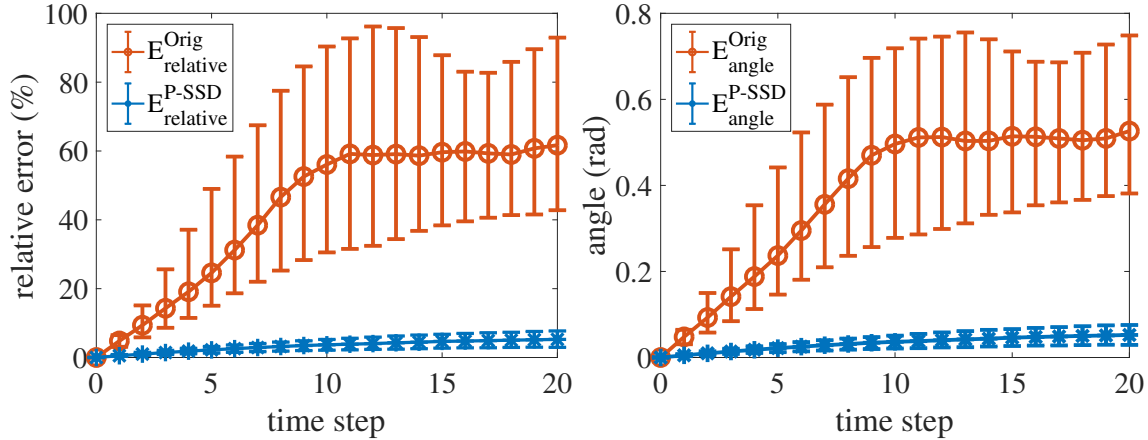 100
80
60
40
20
0
relative error (%)
E^Orig_relative
E^P-SSD_relative
0 5 10 15 20
time step
0.8
0.6
0.4
0.2
0
angle (rad)
E^Orig_angle
E^P-SSD_angle
0 5 10 15 20
time step